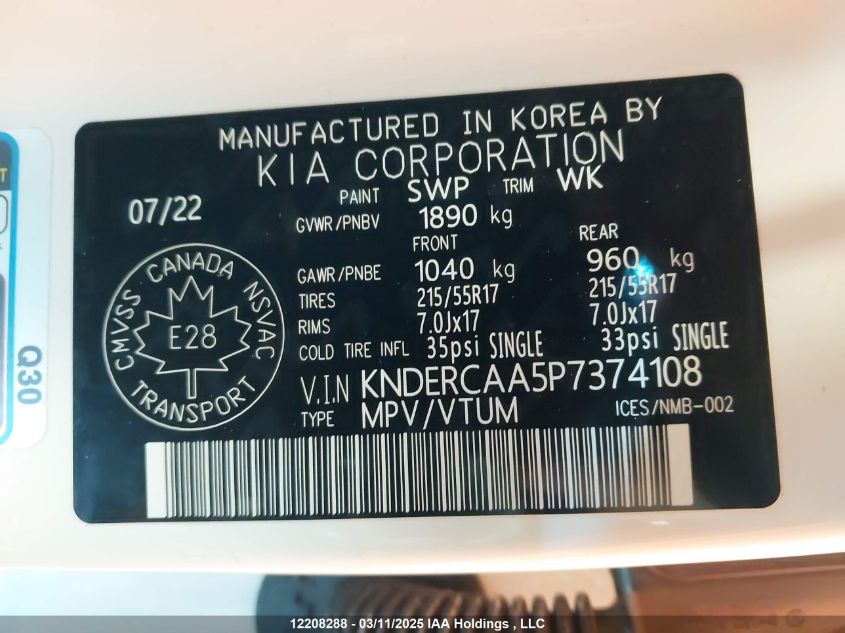 MANUFACTURED IN KOREA BY
KIA CORPORATION
07/22
PAINT SWP TRIM WK
GVWR/PNBV 1890 kg
FRONT REAR
GAWR/PNBE 1040 kg 960 kg
TIRES 215/55R17 215/55R17
RIMS 7.0Jx17 7.0Jx17
COLD TIRE INFL 35psi SINGLE 33psi SINGLE
V.I.N KNDERCAA5P7374108
TYPE MPV/VTUM ICES/NMB-002
CANADA
CMVSS NSVAC
E28
TRANSPORT
Q30
12208288 - 03/11/2025 IAA Holdings , LLC